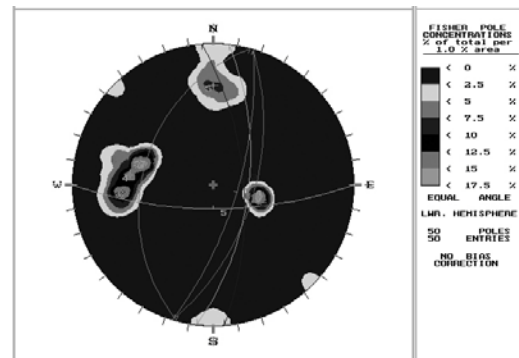 N
W
E
5
S
FISHER POLE
CONCENTRATIONS
% of total per
1.0 % area
< 0 %
< 2.5 %
< 5 %
< 7.5 %
< 10 %
< 12.5 %
< 15 %
< 17.5 %
EQUAL ANGLE
LWR. HEMISPHERE
50 POLES
50 ENTRIES
NO BIAS
CORRECTION